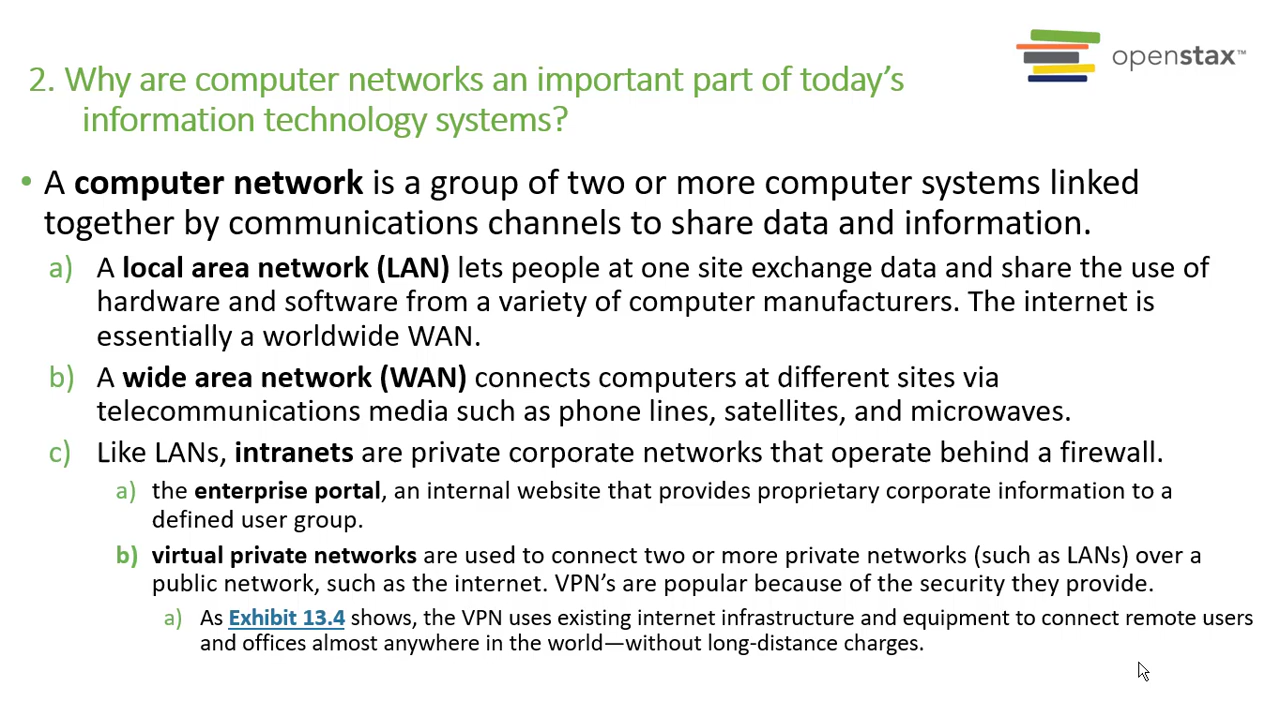 openstax™
2. Why are computer networks an important part of today’s
information technology systems?
• A computer network is a group of two or more computer systems linked
together by communications channels to share data and information.
a) A local area network (LAN) lets people at one site exchange data and share the use of
hardware and software from a variety of computer manufacturers. The internet is
essentially a worldwide WAN.
b) A wide area network (WAN) connects computers at different sites via
telecommunications media such as phone lines, satellites, and microwaves.
c) Like LANs, intranets are private corporate networks that operate behind a firewall.
a) the enterprise portal, an internal website that provides proprietary corporate information to a
defined user group.
b) virtual private networks are used to connect two or more private networks (such as LANs) over a
public network, such as the internet. VPN’s are popular because of the security they provide.
a) As Exhibit 13.4 shows, the VPN uses existing internet infrastructure and equipment to connect remote users
and offices almost anywhere in the world—without long-distance charges.